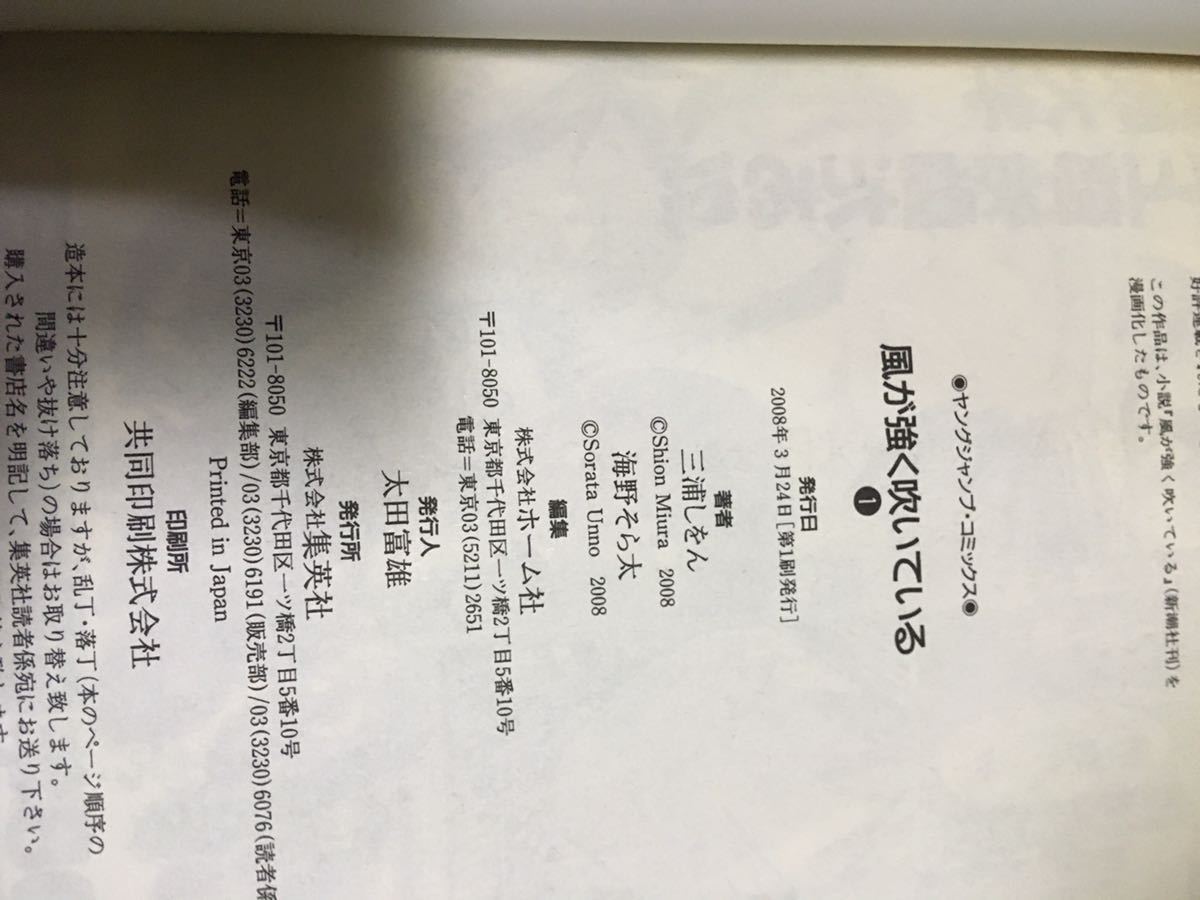 この作品は、小説『風が強く吹いている』(新潮社刊)を
漫画化したものです。
◉ヤングジャンプ・コミックス◉
風が強く吹いている
❶
発行日
2008年3月24日[第1刷発行]
著者
三浦しをん
©Shion Miura 2008
海野そら太
©Sorata Unno 2008
編集
株式会社ホーム社
〒101-8050 東京都千代田区一ツ橋2丁目5番10号
電話=東京03(5211)2651
発行人
太田富雄
発行所
株式会社集英社
〒101-8050 東京都千代田区一ツ橋2丁目5番10号
電話=東京03(3230)6222(編集部)/03(3230)6191(販売部)/03(3230)6076(読者係
Printed in Japan
印刷所
共同印刷株式会社
造本には十分注意しておりますが、乱丁・落丁(本のページ順序の
間違いや抜け落ち)の場合はお取り替え致します。
購入された書店名を明記して、集英社読者係宛にお送り下さい。